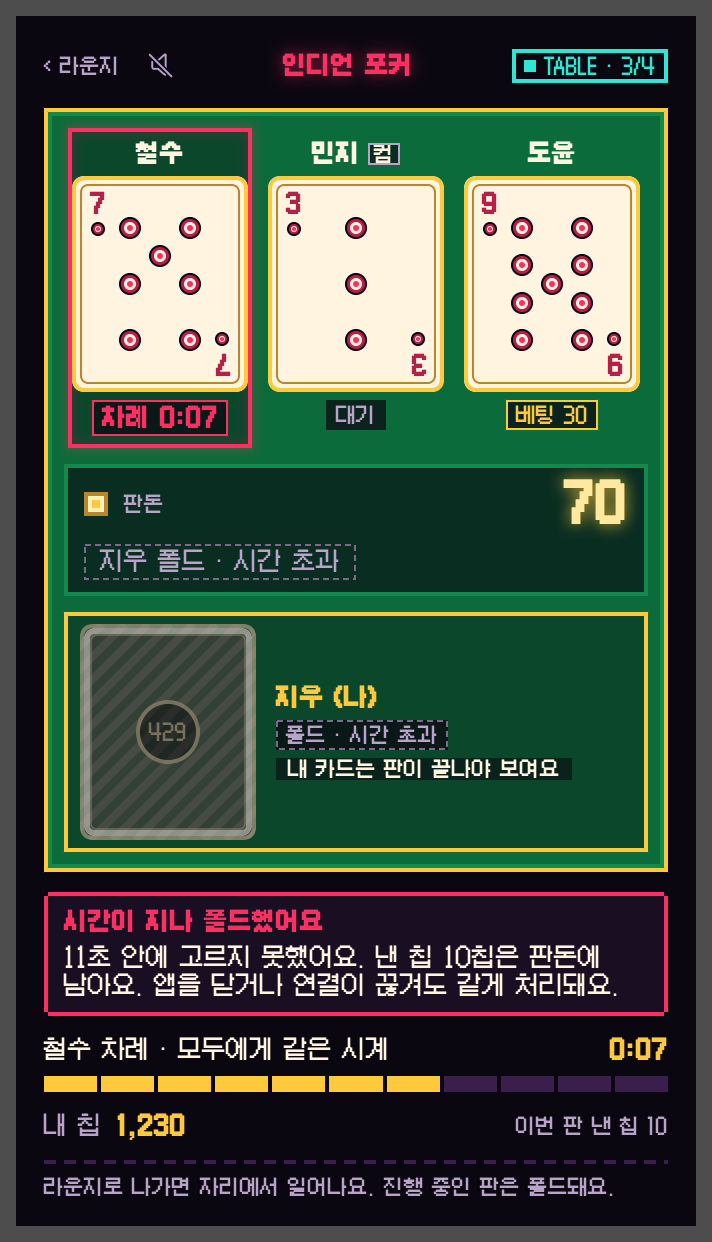 ‹ 라운지
인디언 포커
TABLE · 3/4
철수
민지 컴
도윤
7
3
9
7
3
9
차례 0:07
대기
베팅 30
판돈
70
지우 폴드 · 시간 초과
429
지우 (나)
폴드 · 시간 초과
내 카드는 판이 끝나야 보여요
시간이 지나 폴드했어요
11초 안에 고르지 못했어요. 낸 칩 10칩은 판돈에
남아요. 앱을 닫거나 연결이 끊겨도 같게 처리돼요.
철수 차례 · 모두에게 같은 시계
0:07
내 칩 1,230
이번 판 낸 칩 10
라운지로 나가면 자리에서 일어나요. 진행 중인 판은 폴드돼요.